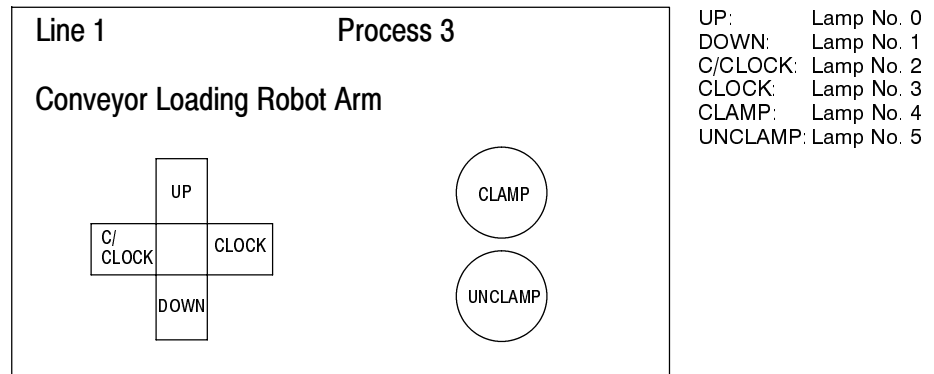 Line 1 Process 3
Conveyor Loading Robot Arm
UP
C/
CLOCK
CLOCK
DOWN
CLAMP
UNCLAMP
UP: Lamp No. 0
DOWN: Lamp No. 1
C/CLOCK: Lamp No. 2
CLOCK: Lamp No. 3
CLAMP: Lamp No. 4
UNCLAMP: Lamp No. 5